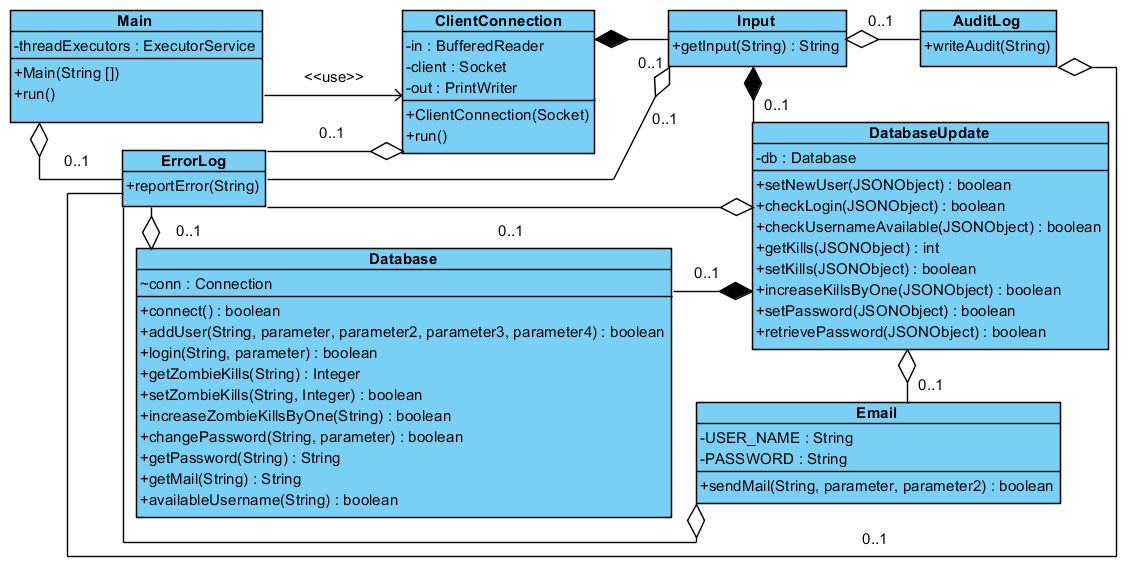 Main
-threadExecutors : ExecutorService
+Main(String [])
+run()
<<use>>
ClientConnection
-in : BufferedReader
-client : Socket
-out : PrintWriter
+ClientConnection(Socket)
+run()
Input
+getInput(String) : String
0..1
AuditLog
+writeAudit(String)
0..1
0..1
0..1
0..1
0..1
ErrorLog
+reportError(String)
DatabaseUpdate
-db : Database
+setNewUser(JSONObject) : boolean
+checkLogin(JSONObject) : boolean
+checkUsernameAvailable(JSONObject) : boolean
+getKills(JSONObject) : int
+setKills(JSONObject) : boolean
+increaseKillsByOne(JSONObject) : boolean
+setPassword(JSONObject) : boolean
+retrievePassword(JSONObject) : boolean
0..1
0..1
0..1
Database
~conn : Connection
+connect() : boolean
+addUser(String, parameter, parameter2, parameter3, parameter4) : boolean
+login(String, parameter) : boolean
+getZombieKills(String) : Integer
+setZombieKills(String, Integer) : boolean
+increaseZombieKillsByOne(String) : boolean
+changePassword(String, parameter) : boolean
+getPassword(String) : String
+getMail(String) : String
+availableUsername(String) : boolean
0..1
Email
-USER_NAME : String
-PASSWORD : String
+sendMail(String, parameter, parameter2) : boolean
0..1